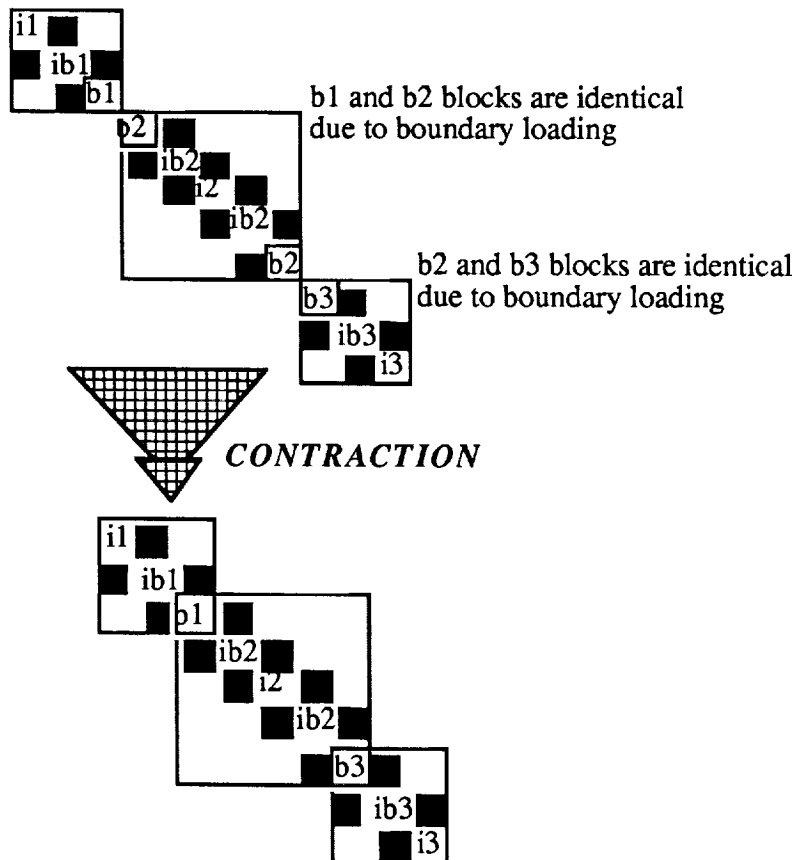 i1
ib1
b1
b1 and b2 blocks are identical
due to boundary loading
b2
ib2
i2
ib2
b2
b2 and b3 blocks are identical
due to boundary loading
b3
ib3
i3
CONTRACTION
i1
ib1
b1
ib2
i2
ib2
b3
ib3
i3